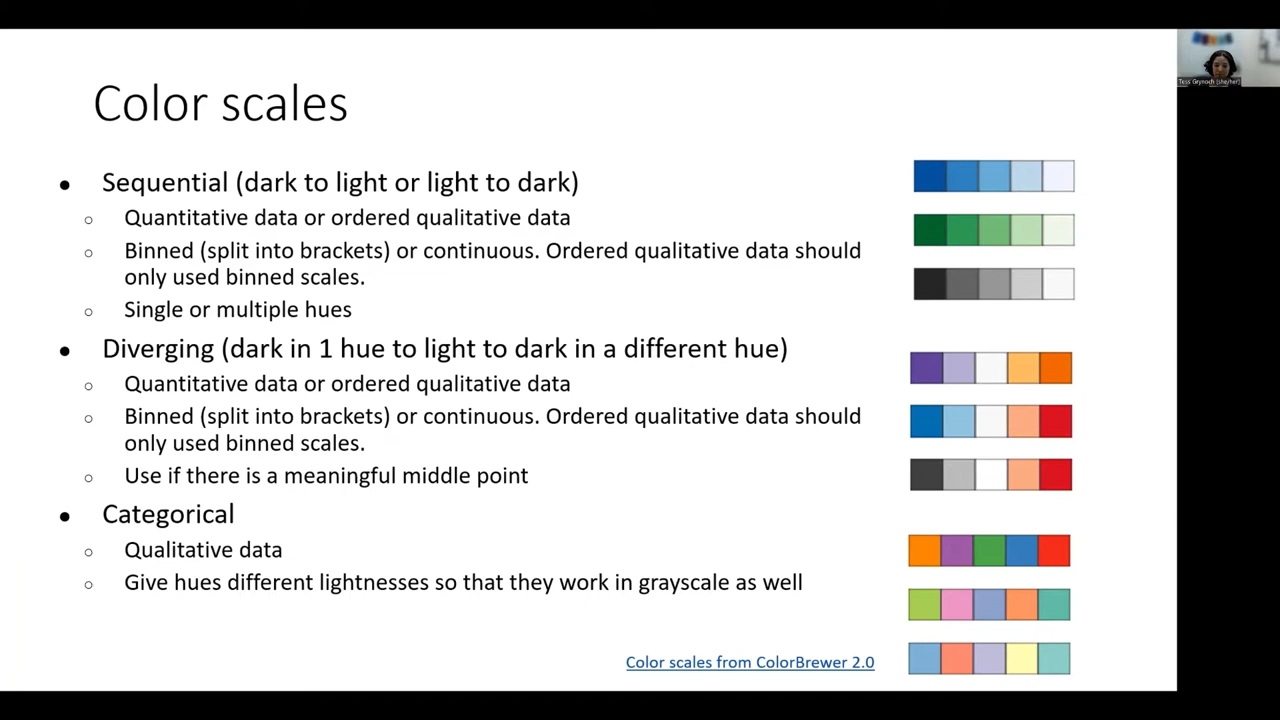 Color scales
Tess Grynoch (she/her)
● Sequential (dark to light or light to dark)
○ Quantitative data or ordered qualitative data
○ Binned (split into brackets) or continuous. Ordered qualitative data should
only used binned scales.
○ Single or multiple hues
● Diverging (dark in 1 hue to light to dark in a different hue)
○ Quantitative data or ordered qualitative data
○ Binned (split into brackets) or continuous. Ordered qualitative data should
only used binned scales.
○ Use if there is a meaningful middle point
● Categorical
○ Qualitative data
○ Give hues different lightnesses so that they work in grayscale as well
Color scales from ColorBrewer 2.0